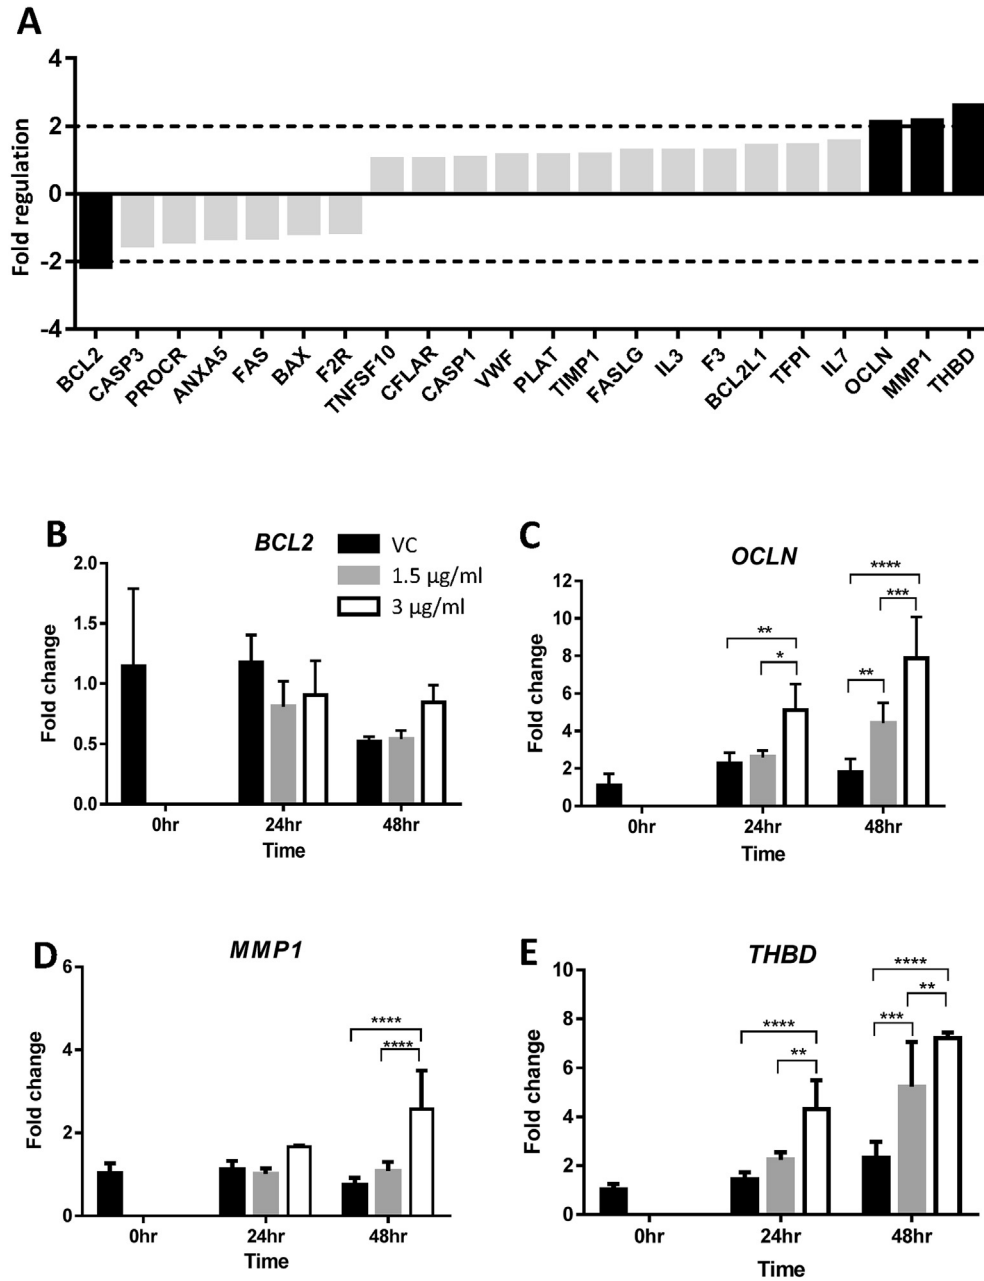 A
Fold regulation
4
2
0
-2
-4
BCL2
CASP3
PROCR
ANXA5
FAS
BAX
F2R
TNFSF10
CFLAR
CASP1
VWF
PLAT
TIMP1
FASLG
IL3
F3
BCL2L1
TFPI
IL7
OCLN
MMP1
THBD
B
BCL2
VC
1.5 µg/ml
3 µg/ml
Fold change
2.0
1.5
1.0
0.5
0.0
0hr 24hr 48hr
Time
C
OCLN
Fold change
12
10
8
6
4
2
0
** * ** *** ****
0hr 24hr 48hr
Time
D
MMP1
Fold change
6
4
2
0
**** ****
0hr 24hr 48hr
Time
E
THBD
Fold change
10
8
6
4
2
0
**** ** *** ** ****
0hr 24hr 48hr
Time